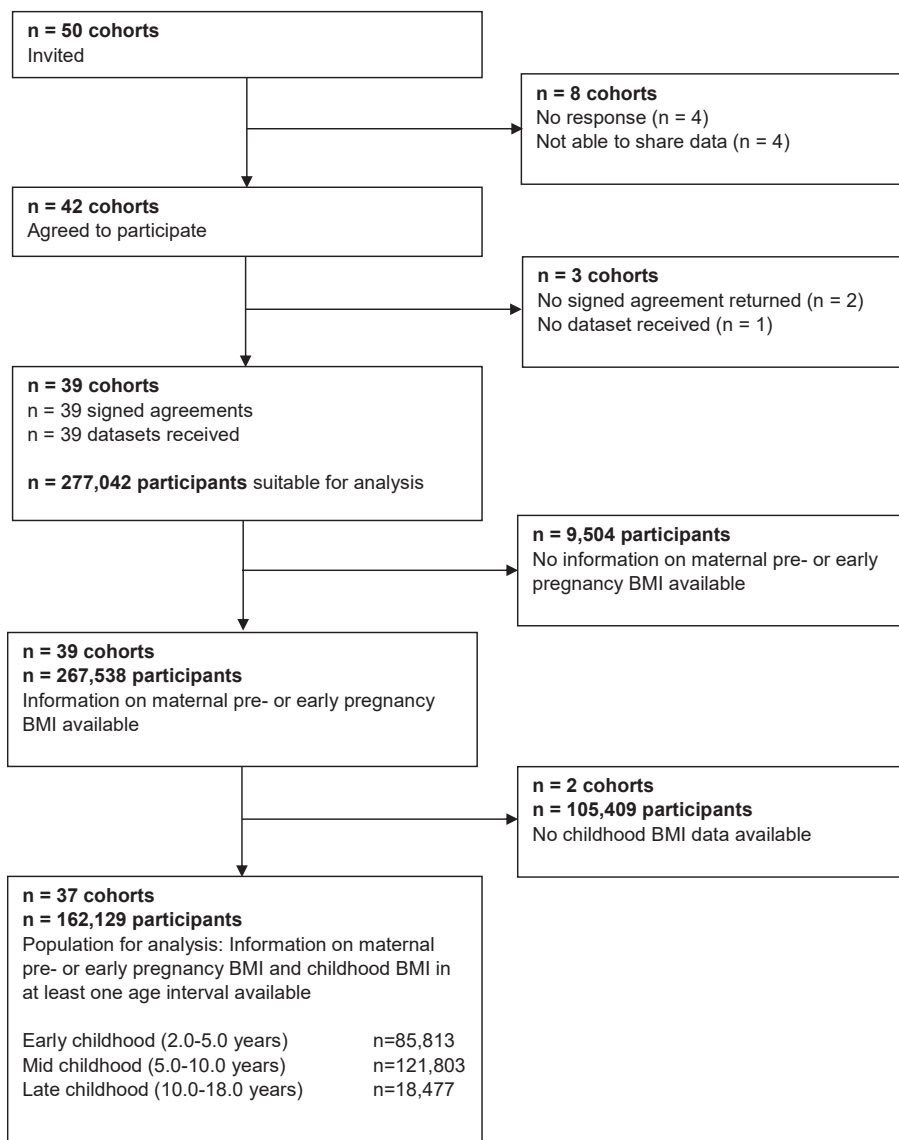 n = 50 cohorts
Invited
n = 8 cohorts
No response (n = 4)
Not able to share data (n = 4)
n = 42 cohorts
Agreed to participate
n = 3 cohorts
No signed agreement returned (n = 2)
No dataset received (n = 1)
n = 39 cohorts
n = 39 signed agreements
n = 39 datasets received
n = 277,042 participants suitable for analysis
n = 9,504 participants
No information on maternal pre- or early
pregnancy BMI available
n = 39 cohorts
n = 267,538 participants
Information on maternal pre- or early pregnancy
BMI available
n = 2 cohorts
n = 105,409 participants
No childhood BMI data available
n = 37 cohorts
n = 162,129 participants
Population for analysis: Information on maternal
pre- or early pregnancy BMI and childhood BMI in
at least one age interval available
Early childhood (2.0-5.0 years) n=85,813
Mid childhood (5.0-10.0 years) n=121,803
Late childhood (10.0-18.0 years) n=18,477